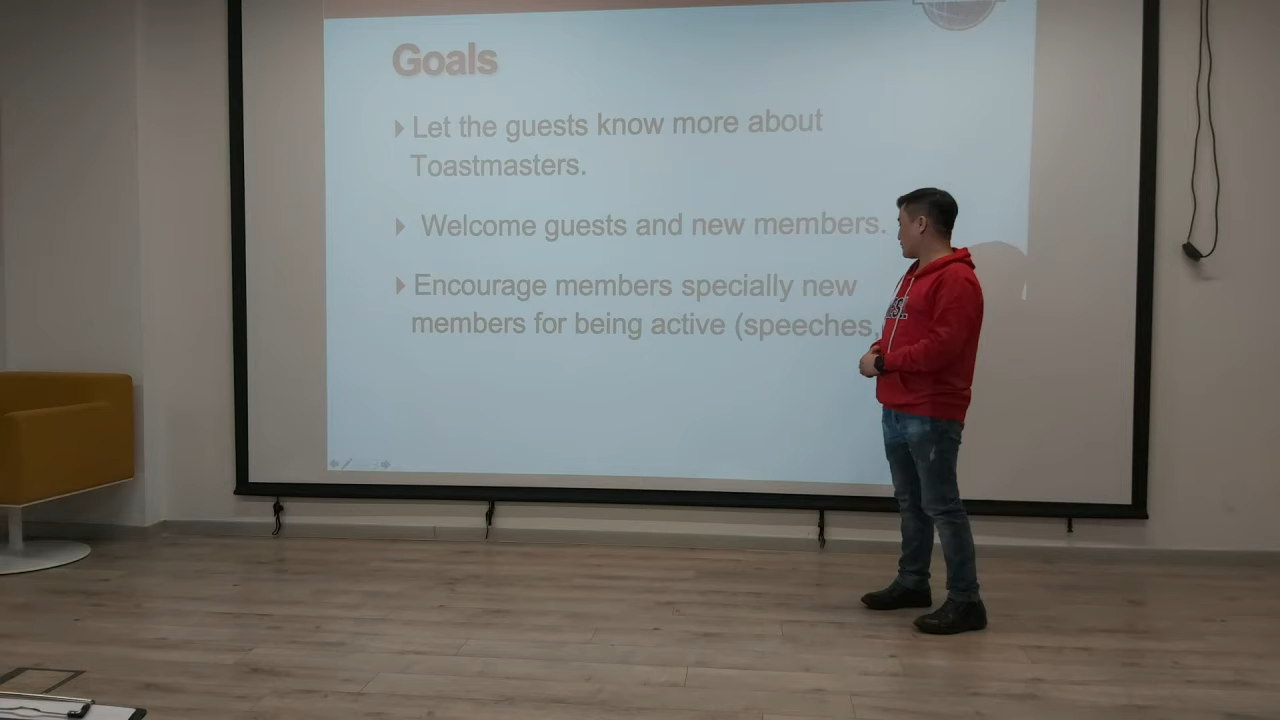 Goals
Let the guests know more about
Toastmasters.
Welcome guests and new members.
Encourage members specially new
members for being active (speeches,